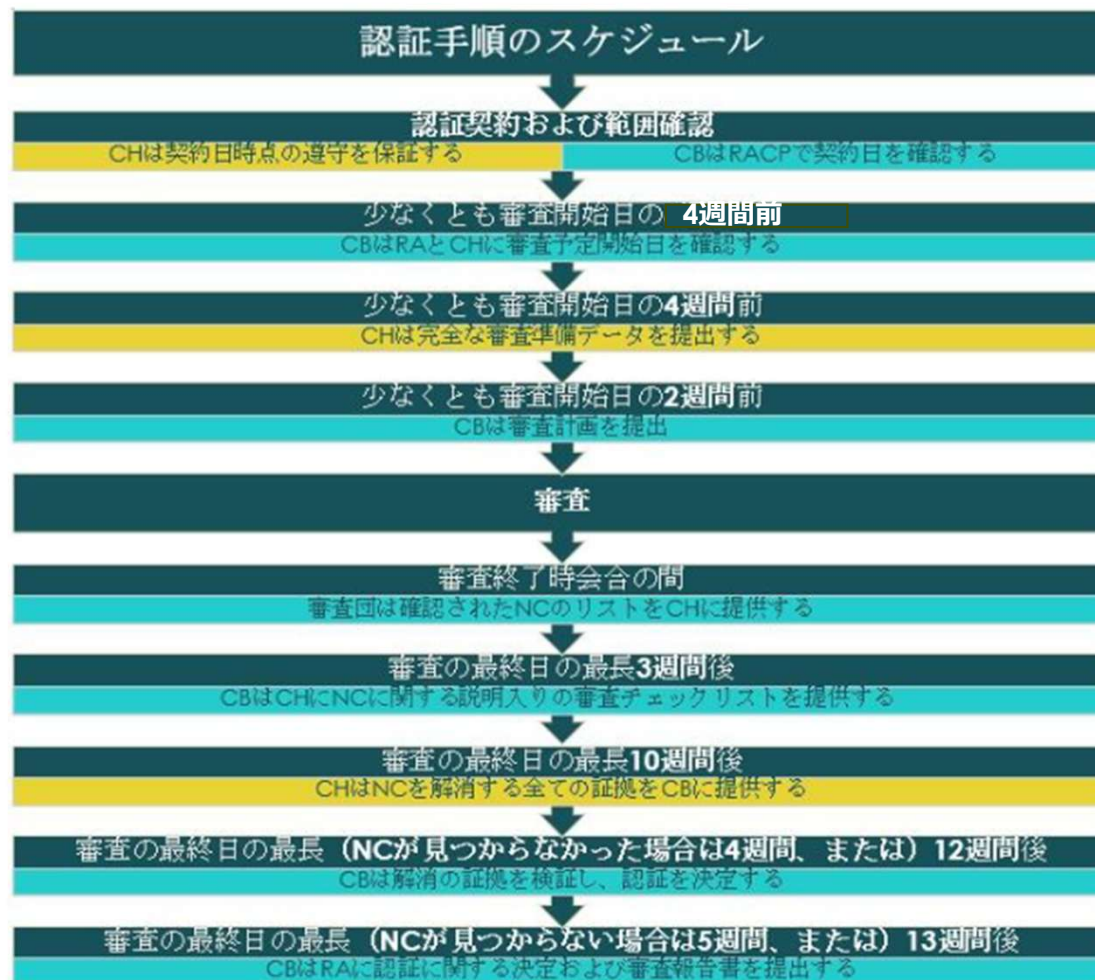 認証手順のスケジュール
認証契約および範囲確認
CHは契約日時点の遵守を保証する
CBはRACPで契約日を確認する
少なくとも審査開始日の 4週間前
CBはRAとCHに審査予定開始日を確認する
少なくとも審査開始日の4週間前
CHは完全な審査準備データを提出する
少なくとも審査開始日の2週間前
CBは審査計画を提出
審査
審査終了時会合の間
審査団は確認されたNCのリストをCHに提供する
審査の最終日の最長3週間後
CBはCHにNCに関する説明入りの審査チェックリストを提供する
審査の最終日の最長10週間後
CHはNCを解消する全ての証拠をCBに提供する
審査の最終日の最長（NCが見つからなかった場合は4週間、または）12週間後
CBは解消の証拠を検証し、認証を決定する
審査の最終日の最長（NCが見つからない場合は5週間、または）13週間後
CBはRAに認証に関する決定および審査報告書を提出する